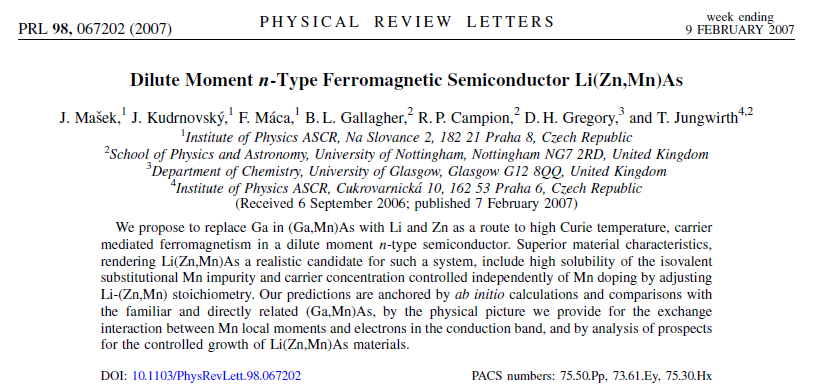 PRL 98, 067202 (2007)
PHYSICAL REVIEW LETTERS
week ending
9 FEBRUARY 2007
Dilute Moment n-Type Ferromagnetic Semiconductor Li(Zn,Mn)As
J. Mašek,1 J. Kudrnovský,1 F. Máca,1 B. L. Gallagher,2 R. P. Campion,2 D. H. Gregory,3 and T. Jungwirth4,2
1Institute of Physics ASCR, Na Slovance 2, 182 21 Praha 8, Czech Republic
2School of Physics and Astronomy, University of Nottingham, Nottingham NG7 2RD, United Kingdom
3Department of Chemistry, University of Glasgow, Glasgow G12 8QQ, United Kingdom
4Institute of Physics ASCR, Cukrovarnická 10, 162 53 Praha 6, Czech Republic
(Received 6 September 2006; published 7 February 2007)
We propose to replace Ga in (Ga,Mn)As with Li and Zn as a route to high Curie temperature, carrier
mediated ferromagnetism in a dilute moment n-type semiconductor. Superior material characteristics,
rendering Li(Zn,Mn)As a realistic candidate for such a system, include high solubility of the isovalent
substitutional Mn impurity and carrier concentration controlled independently of Mn doping by adjusting
Li-(Zn,Mn) stoichiometry. Our predictions are anchored by ab initio calculations and comparisons with
the familiar and directly related (Ga,Mn)As, by the physical picture we provide for the exchange
interaction between Mn local moments and electrons in the conduction band, and by analysis of prospects
for the controlled growth of Li(Zn,Mn)As materials.
DOI: 10.1103/PhysRevLett.98.067202
PACS numbers: 75.50.Pp, 73.61.Ey, 75.30.Hx